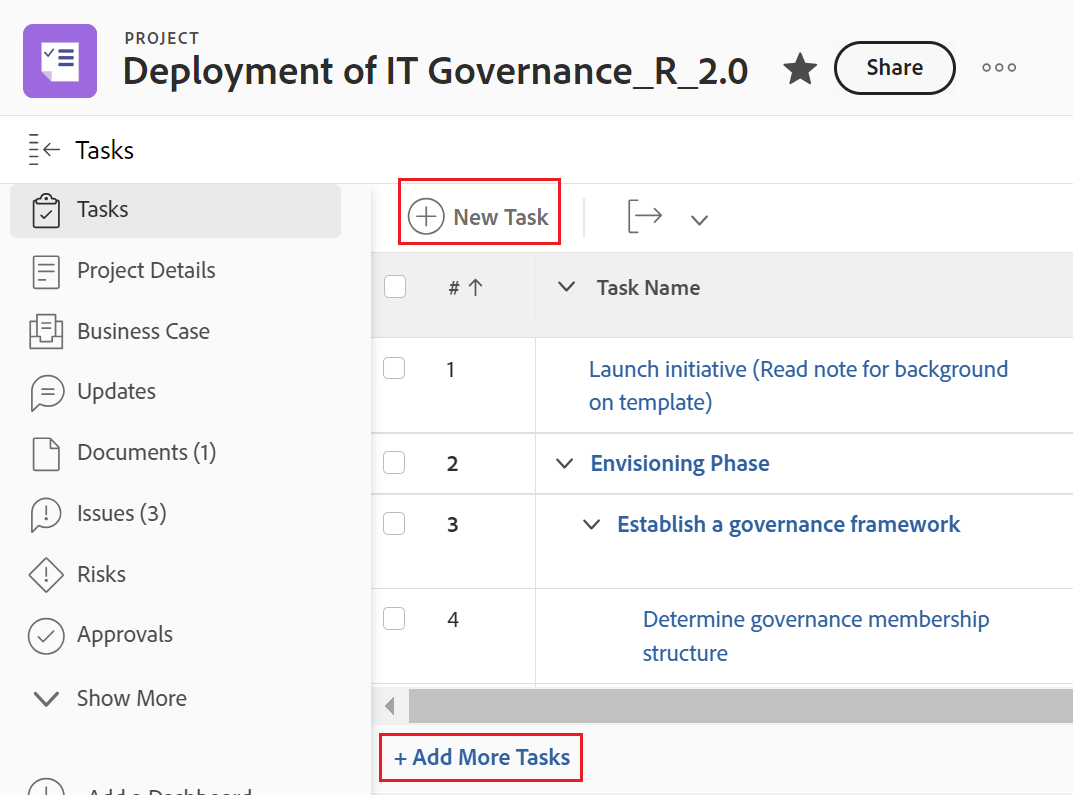 PROJECT
Deployment of IT Governance_R_2.0
Share
Tasks
Tasks
Project Details
Business Case
Updates
Documents (1)
Issues (3)
Risks
Approvals
Show More
Add a Dashboard
New Task
#
Task Name
1
Launch initiative (Read note for background
on template)
2
Envisioning Phase
3
Establish a governance framework
4
Determine governance membership
structure
+ Add More Tasks